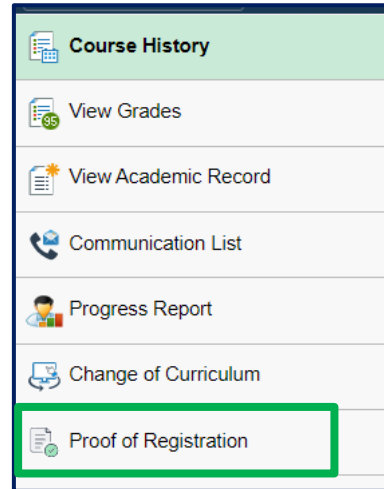 Course History
View Grades
View Academic Record
Communication List
Progress Report
Change of Curriculum
Proof of Registration